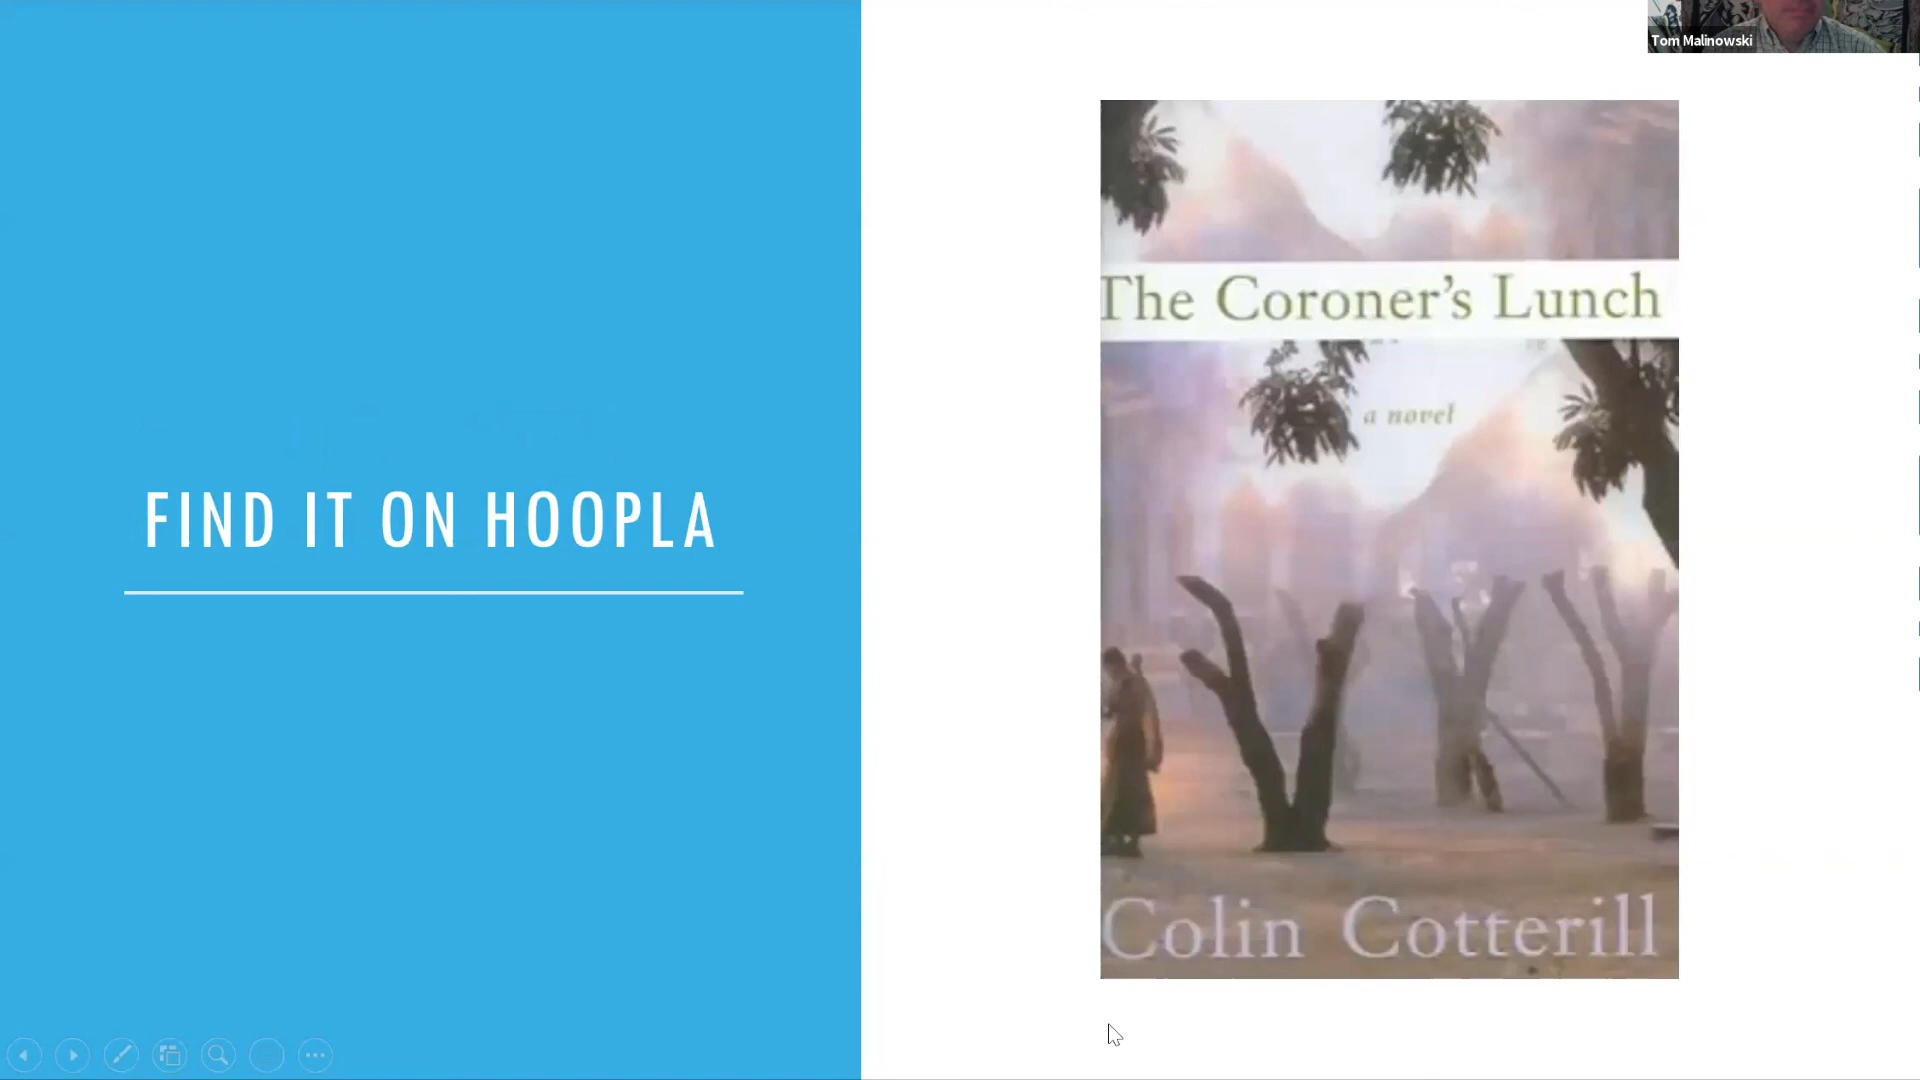 Tom Malinowski
FIND IT ON HOOPLA
The Coroner's Lunch
a novel
Colin Cotterill